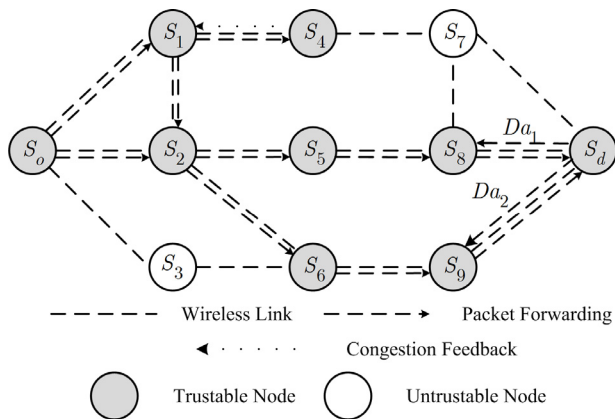 S1 S4 S7
Da1
So S2 S5 S8 Sd
Da2
S3 S6 S9
Wireless Link Packet Forwarding
Congestion Feedback
Trustable Node Untrustable Node